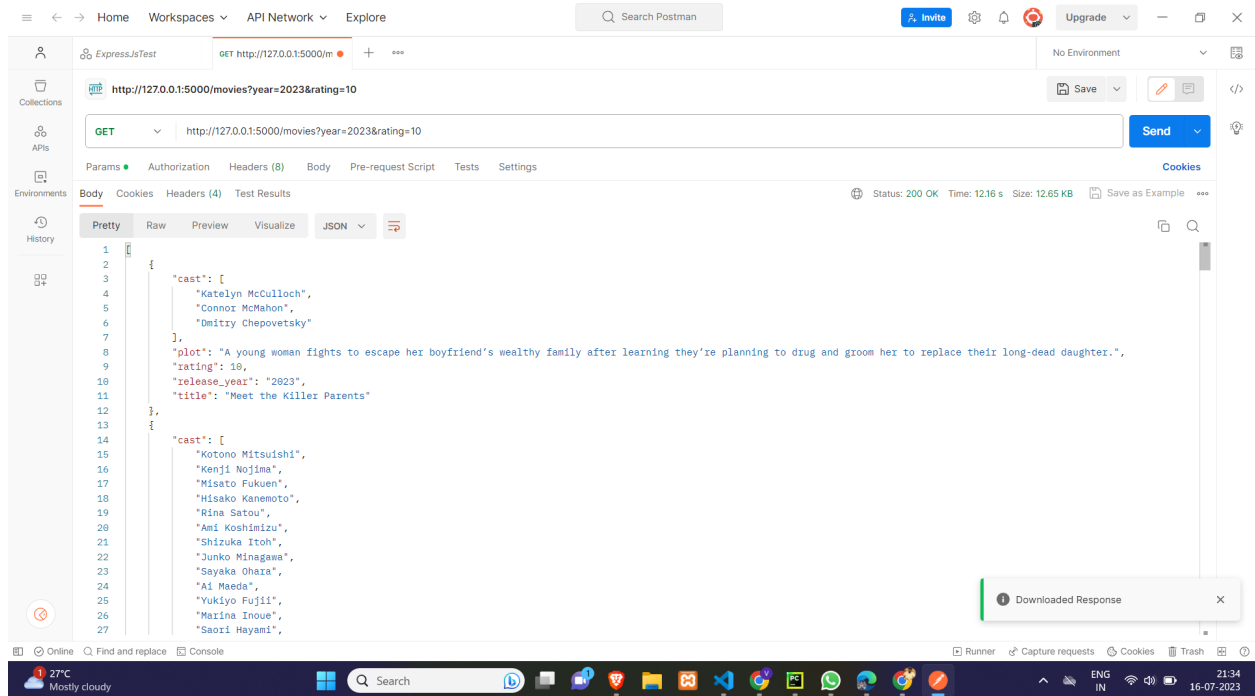 Home Workspaces API Network Explore Search Postman Invite Upgrade
ExpressJsTest GET http://127.0.0.1:5000/m No Environment
HTTP http://127.0.0.1:5000/movies?year=2023&rating=10 Save
GET http://127.0.0.1:5000/movies?year=2023&rating=10 Send
Params Authorization Headers (8) Body Pre-request Script Tests Settings Cookies
Body Cookies Headers (4) Test Results Status: 200 OK Time: 12.16 s Size: 12.65 KB Save as Example
Pretty Raw Preview Visualize JSON
Collections
APIs
Environments
History
1 [
2 {
3 "cast": [
4 "Katelyn McCulloch",
5 "Connor McMahon",
6 "Dmitry Chepovetsky"
7 ],
8 "plot": "A young woman fights to escape her boyfriend’s wealthy family after learning they’re planning to drug and groom her to replace their long-dead daughter.",
9 "rating": 10,
10 "release_year": "2023",
11 "title": "Meet the Killer Parents"
12 },
13 {
14 "cast": [
15 "Kotono Mitsuishi",
16 "Kenji Nojima",
17 "Misato Fukuen",
18 "Hisako Kanemoto",
19 "Rina Satou",
20 "Ami Koshimizu",
21 "Shizuka Itoh",
22 "Junko Minagawa",
23 "Sayaka Ohara",
24 "Ai Maeda",
25 "Yukiyo Fujii",
26 "Marina Inoue",
27 "Saori Hayami",
Downloaded Response
Online Find and replace Console Runner Capture requests Cookies Trash
1 27°C
Mostly cloudy
Search
ENG
IN
21:34
16-07-2023